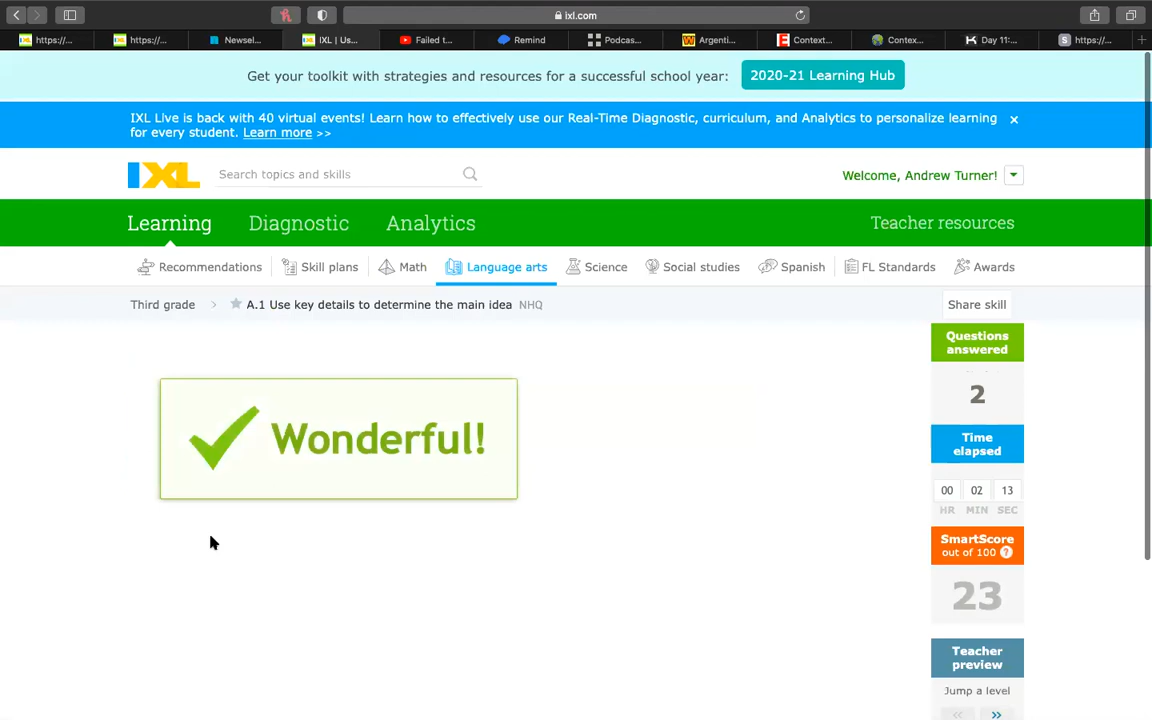 ixl.com
https://...
https://...
Newsel...
IXL | Us...
Failed t...
Remind
Podcas...
Argenti...
Context...
Contex...
Day 11:...
https://...
Get your toolkit with strategies and resources for a successful school year:
2020-21 Learning Hub
IXL Live is back with 40 virtual events! Learn how to effectively use our Real-Time Diagnostic, curriculum, and Analytics to personalize learning
for every student. Learn more >>
IXL
Search topics and skills
Welcome, Andrew Turner!
Learning
Diagnostic
Analytics
Teacher resources
Recommendations
Skill plans
Math
Language arts
Science
Social studies
Spanish
FL Standards
Awards
Third grade > A.1 Use key details to determine the main idea NHQ
Share skill
Questions
answered
2
Wonderful!
Time
elapsed
00 02 13
HR MIN SEC
SmartScore
out of 100 ?
23
Teacher
preview
Jump a level
<< >>